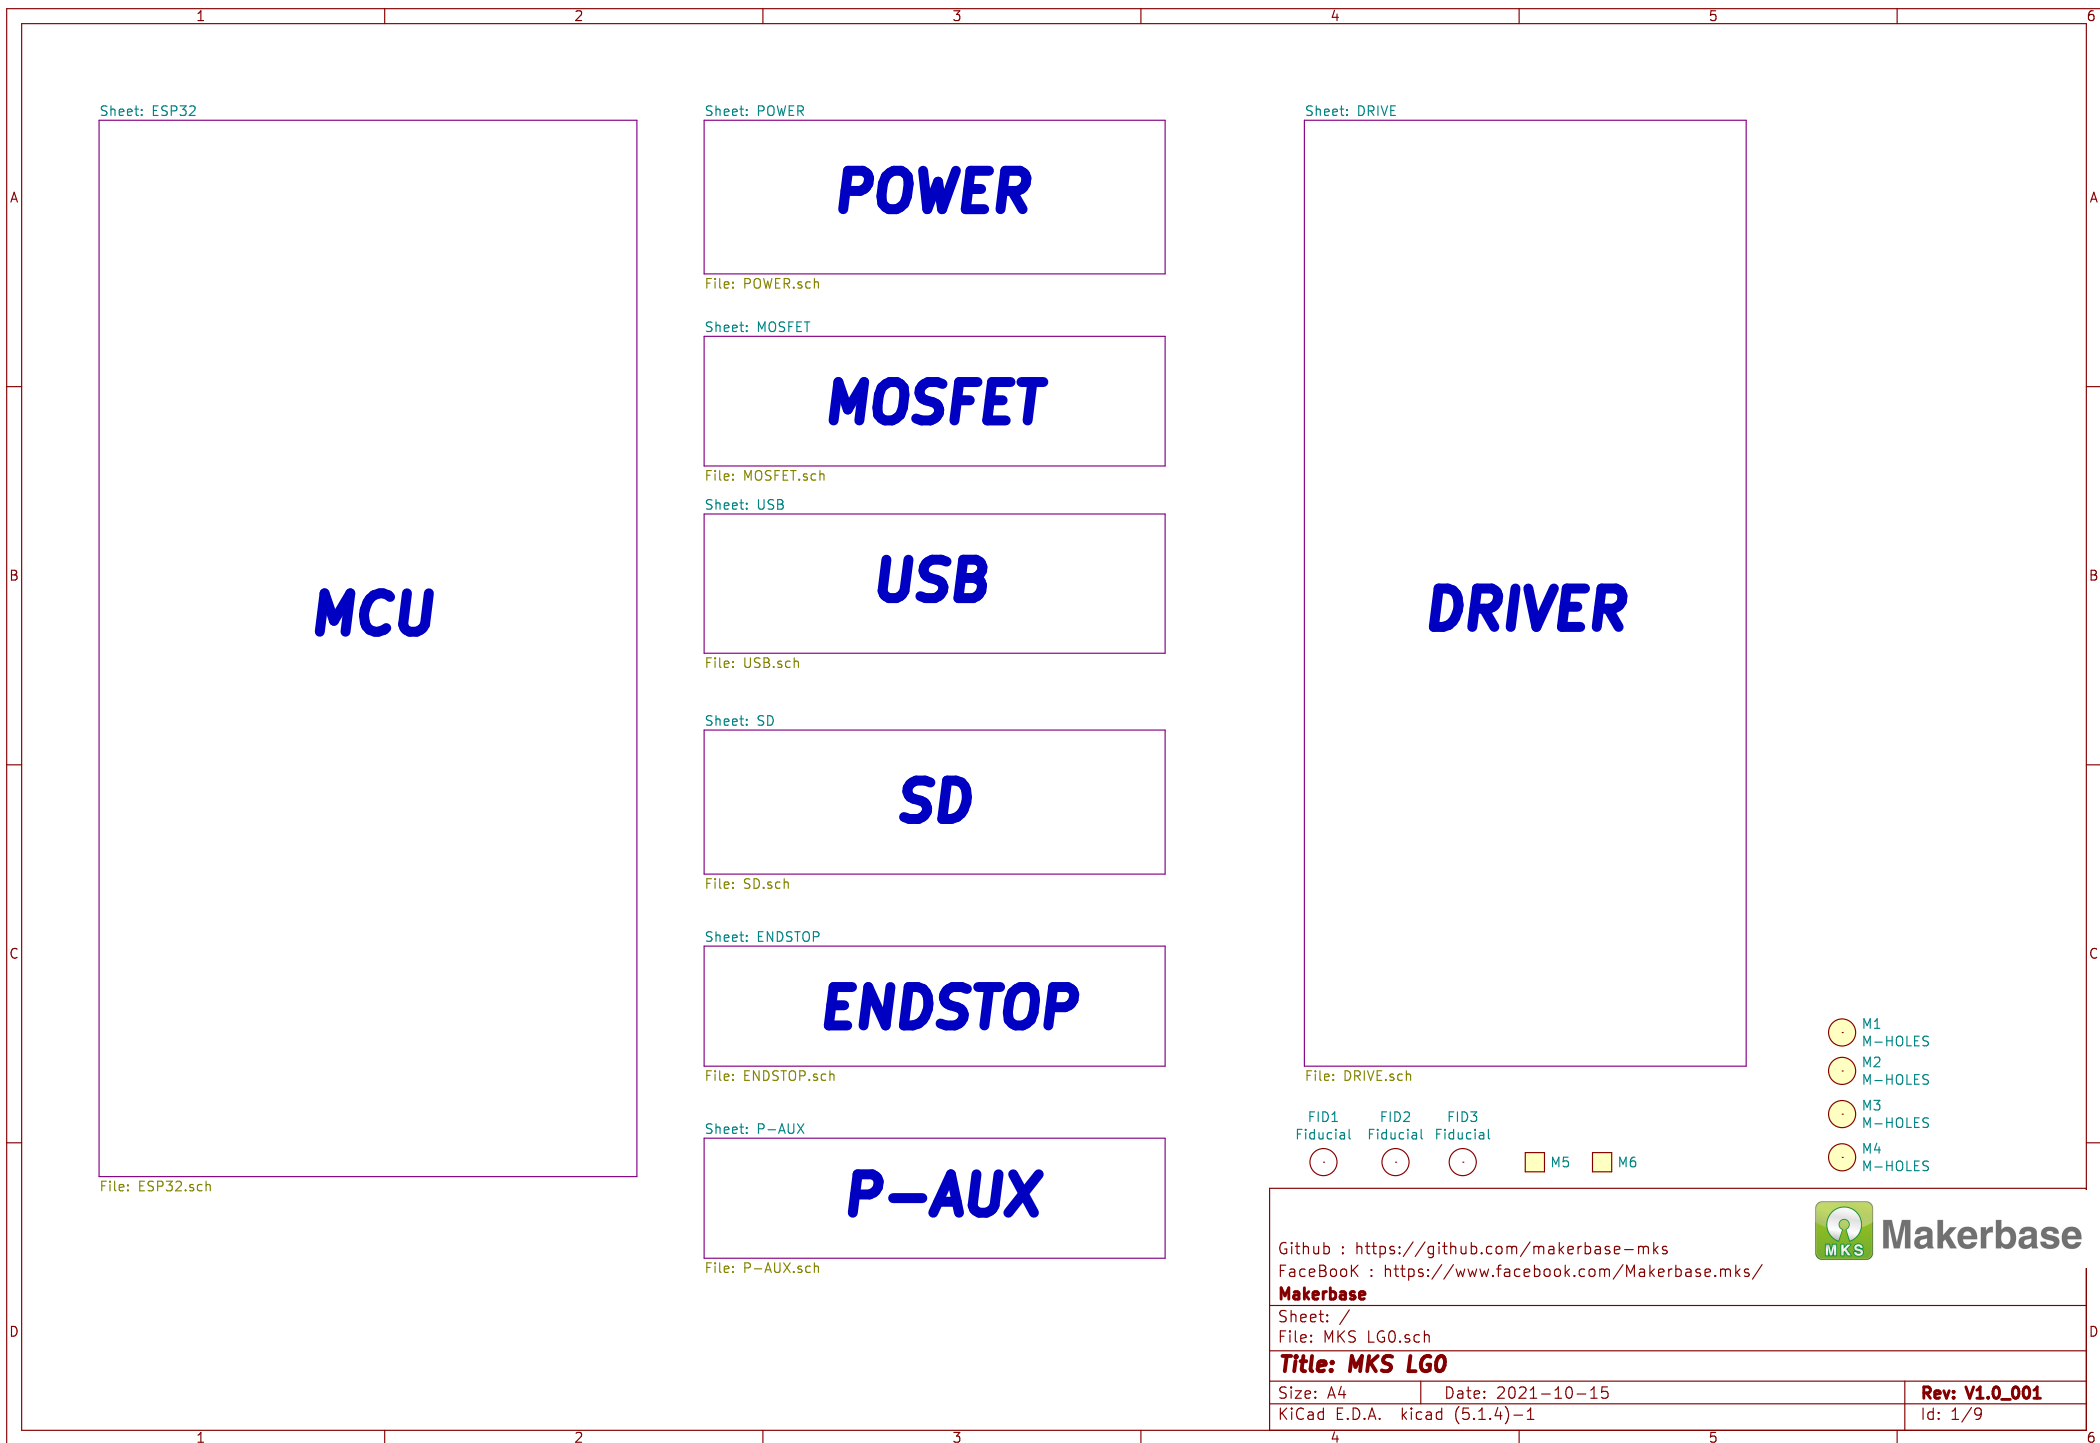 1 2 3 4 5 6
Sheet: ESP32
MCU
File: ESP32.sch
Sheet: POWER
POWER
File: POWER.sch
Sheet: MOSFET
MOSFET
File: MOSFET.sch
Sheet: USB
USB
File: USB.sch
Sheet: SD
SD
File: SD.sch
Sheet: ENDSTOP
ENDSTOP
File: ENDSTOP.sch
Sheet: P-AUX
P-AUX
File: P-AUX.sch
Sheet: DRIVE
DRIVER
File: DRIVE.sch
M1
M-HOLES
M2
M-HOLES
M3
M-HOLES
M4
M-HOLES
FID1
Fiducial
FID2
Fiducial
FID3
Fiducial
M5
M6
A
B
C
D
A
B
C
D
MKS
Makerbase
Github : https://github.com/makerbase-mks
FaceBooK : https://www.facebook.com/Makerbase.mks/
Makerbase
Sheet: /
File: MKS LG0.sch
Title: MKS LG0
Size: A4
Date: 2021-10-15
Rev: V1.0_001
KiCad E.D.A. kicad (5.1.4)-1
Id: 1/9
1 2 3 4 5 6